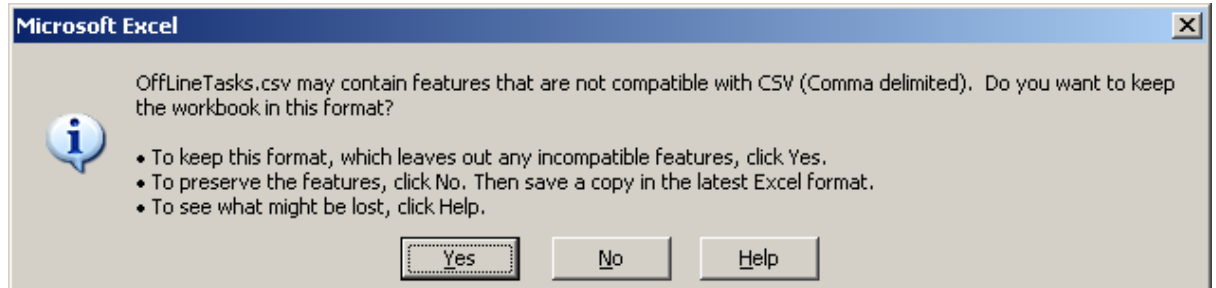 Microsoft Excel
OffLineTasks.csv may contain features that are not compatible with CSV (Comma delimited).  Do you want to keep
the workbook in this format?
• To keep this format, which leaves out any incompatible features, click Yes.
• To preserve the features, click No. Then save a copy in the latest Excel format.
• To see what might be lost, click Help.
Yes No Help